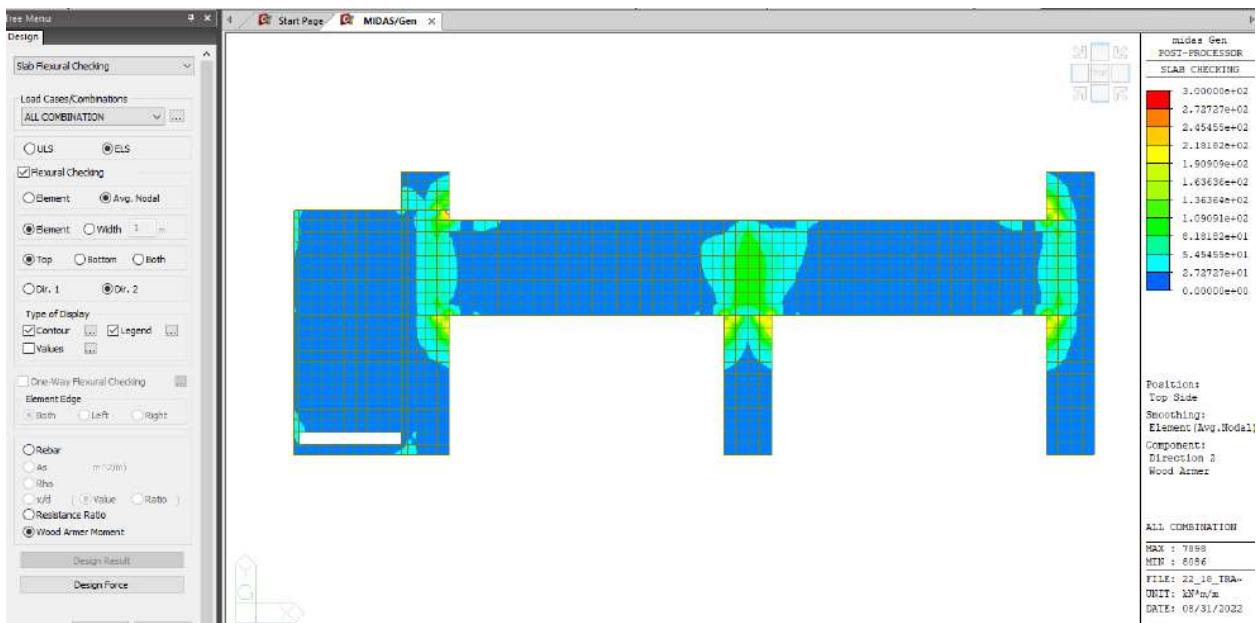 Tree Menu
Design
Slab Flexural Checking
Load Cases/Combinations
ALL COMBINATION
...
ULS
ELS
Flexural Checking
Element
Avg. Nodal
Element
Width
1
m
Top
Bottom
Both
Dir. 1
Dir. 2
Type of Display
Contour
...
Legend
...
Values
...
One-Way Flexural Checking
...
Element Edge
Both
Left
Right
Rebar
As
m^2/m)
Rho
x/d
(
Value
Ratio
)
Resistance Ratio
Wood Armer Moment
Design Result
Design Force
Start Page
MIDAS/Gen
TOP
Y
G
X
midas Gen
POST-PROCESSOR
SLAB CHECKING
3.00000e+02
2.72727e+02
2.45455e+02
2.18182e+02
1.90909e+02
1.63636e+02
1.36364e+02
1.09091e+02
8.18182e+01
5.45455e+01
2.72727e+01
0.00000e+00
Position:
Top Side
Smoothing:
Element(Avg.Nodal)
Component:
Direction 2
Wood Armer
ALL COMBINATION
MAX : 7898
MIN : 8086
FILE: 22_18_TRA~
UNIT: kN*m/m
DATE: 08/31/2022